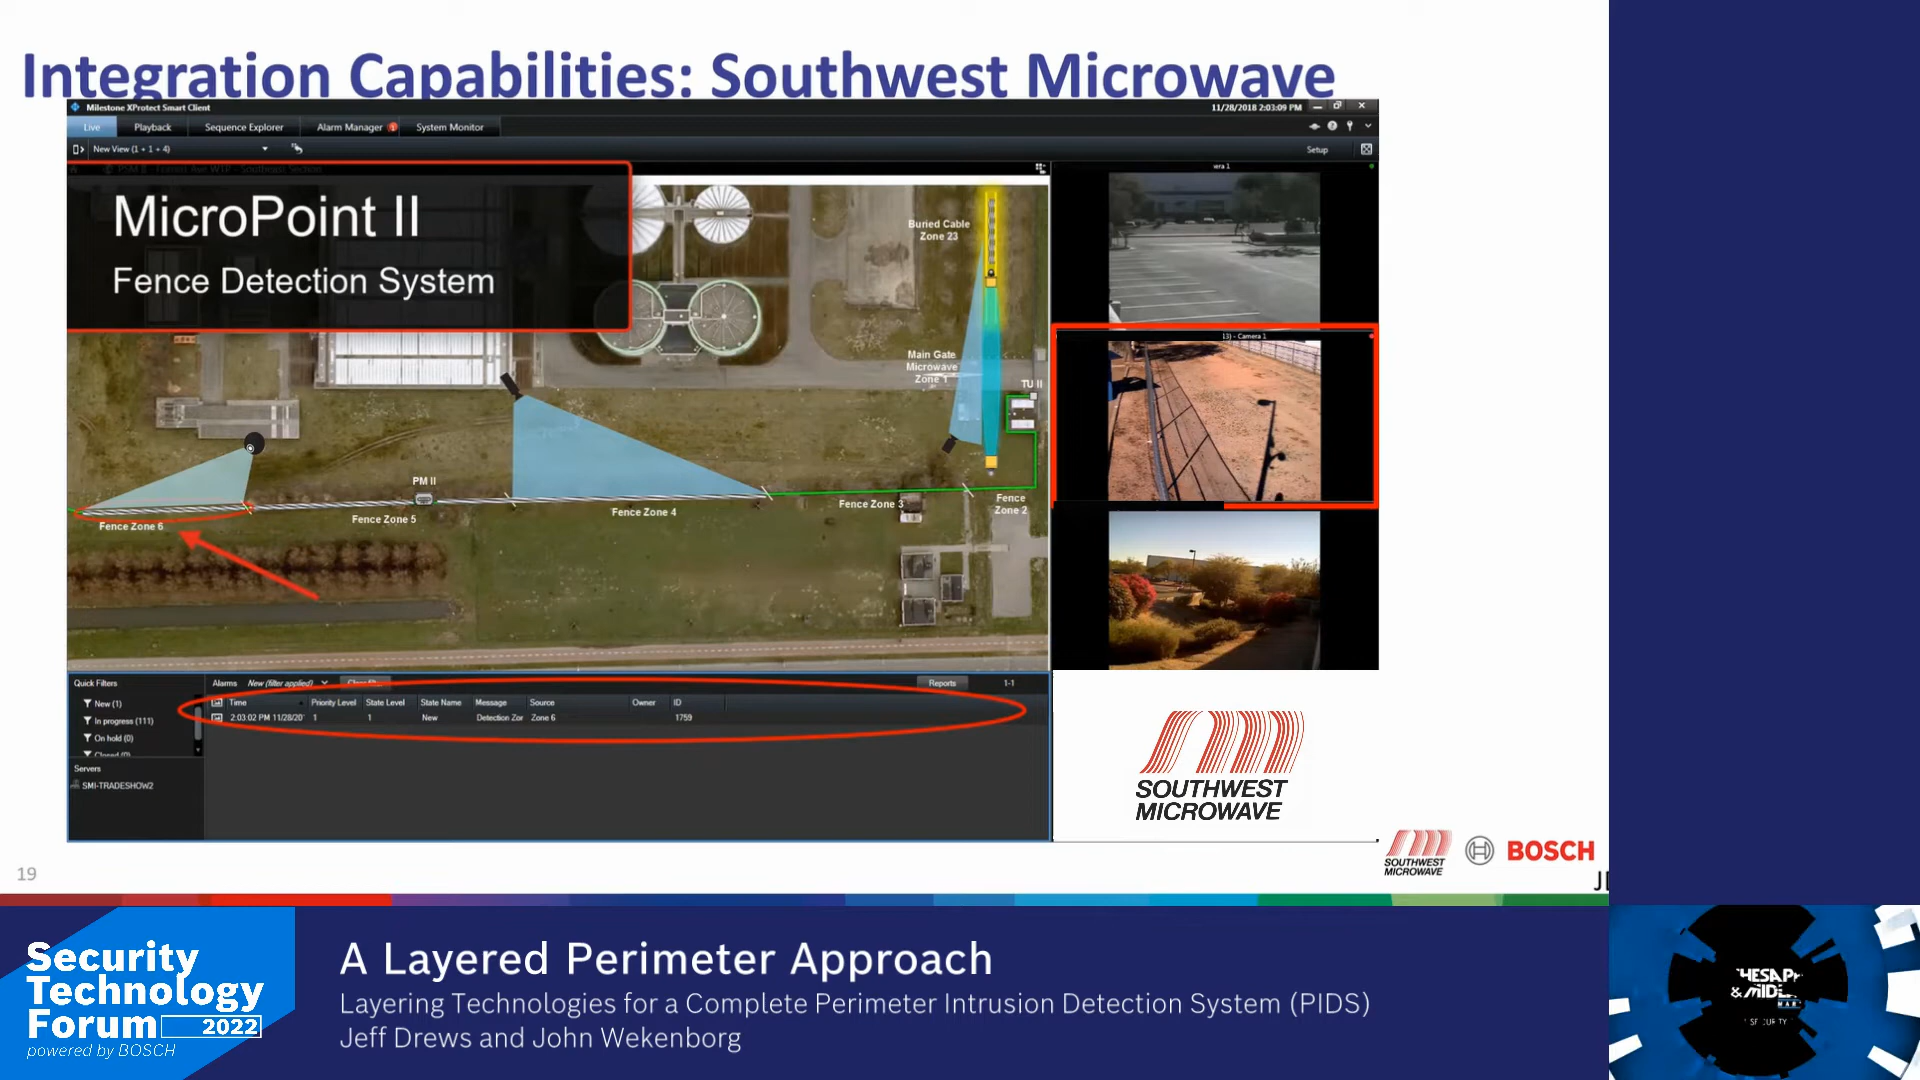 Integration Capabilities: Southwest Microwave
Milestone XProtect Smart Client
11/28/2018 2:03:09 PM
Live
Playback
Sequence Explorer
Alarm Manager
System Monitor
New View (1 + 1 + 4)
Setup
MicroPoint II
Fence Detection System
Buried Cable
Zone 23
Main Gate
Microwave
Zone 1
TU II
PM II
Fence Zone 6
Fence Zone 5
Fence Zone 4
Fence Zone 3
Fence
Zone 2
13) - Camera 1
Quick Filters
New (1)
In progress (111)
On hold (0)
Closed (0)
Servers
SMI-TRADESHOW2
Alarms New (filter applied)
Reports
1-1
Time Priority Level State Level State Name Message Source Owner ID
2:03:02 PM 11/28/20 1 1 New Detection Zor Zone 6 1759
SOUTHWEST
MICROWAVE
SOUTHWEST
MICROWAVE
BOSCH
19
Security
Technology
Forum 2022
powered by BOSCH
A Layered Perimeter Approach
Layering Technologies for a Complete Perimeter Intrusion Detection System (PIDS)
Jeff Drews and John Wekenborg